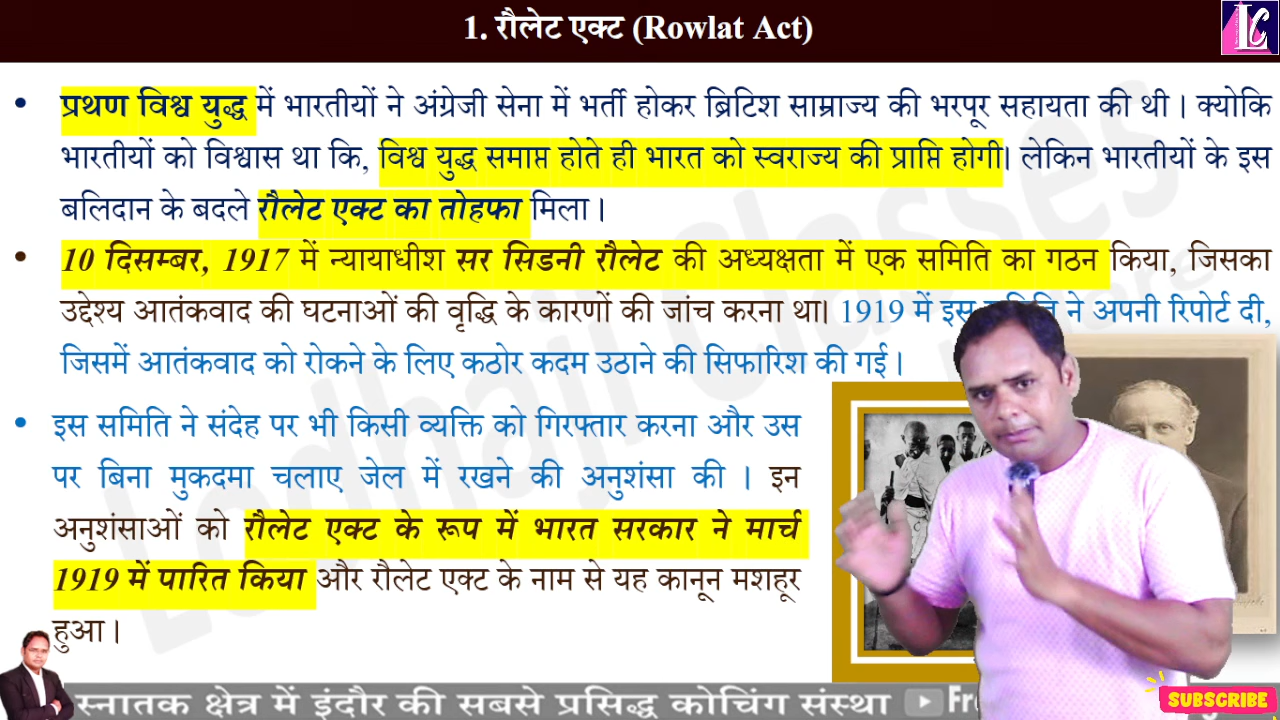 1. रौलेट एक्ट (Rowlat Act)
LC
• प्रथण विश्व युद्ध में भारतीयों ने अंग्रेजी सेना में भर्ती होकर ब्रिटिश साम्राज्य की भरपूर सहायता की थी । क्योकि
भारतीयों को विश्वास था कि, विश्व युद्ध समाप्त होते ही भारत को स्वराज्य की प्राप्ति होगी। लेकिन भारतीयों के इस
बलिदान के बदले रौलेट एक्ट का तोहफा मिला ।
• 10 दिसम्बर, 1917 में न्यायाधीश सर सिडनी रौलेट की अध्यक्षता में एक समिति का गठन किया, जिसका
उद्देश्य आतंकवाद की घटनाओं की वृद्धि के कारणों की जांच करना था। 1919 में इस समिति ने अपनी रिपोर्ट दी,
जिसमें आतंकवाद को रोकने के लिए कठोर कदम उठाने की सिफारिश की गई ।
• इस समिति ने संदेह पर भी किसी व्यक्ति को गिरफ्तार करना और उस
पर बिना मुकदमा चलाए जेल में रखने की अनुशंसा की । इन
अनुशंसाओं को रौलेट एक्ट के रूप में भारत सरकार ने मार्च
1919 में पारित किया और रौलेट एक्ट के नाम से यह कानून मशहूर
हुआ ।
Lodhaji Classes
स्नातक क्षेत्र में इंदौर की सबसे प्रसिद्ध कोचिंग संस्था
SUBSCRIBE